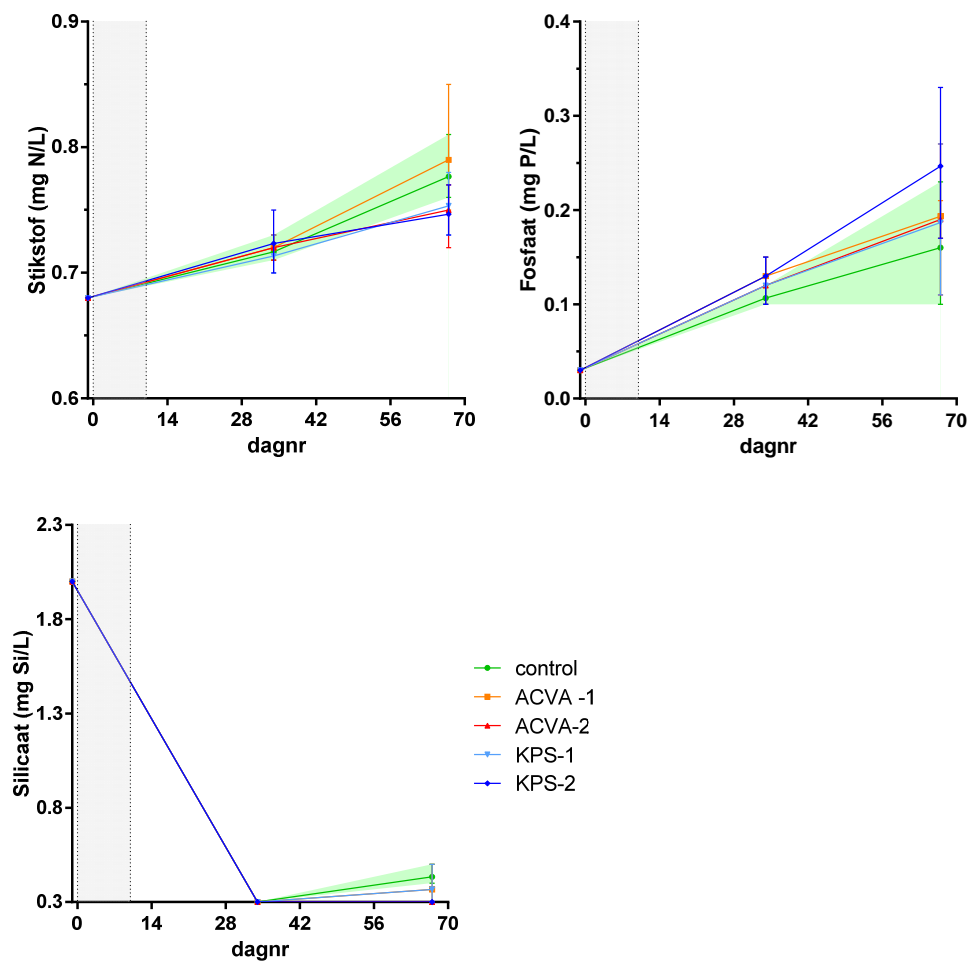 Stikstof (mg N/L)
0.9
0.8
0.7
0.6
0 14 28 42 56 70
dagnr
Fosfaat (mg P/L)
0.4
0.3
0.2
0.1
0.0
0 14 28 42 56 70
dagnr
Silicaat (mg Si/L)
2.3
1.8
1.3
0.8
0.3
0 14 28 42 56 70
dagnr
control
ACVA -1
ACVA-2
KPS-1
KPS-2